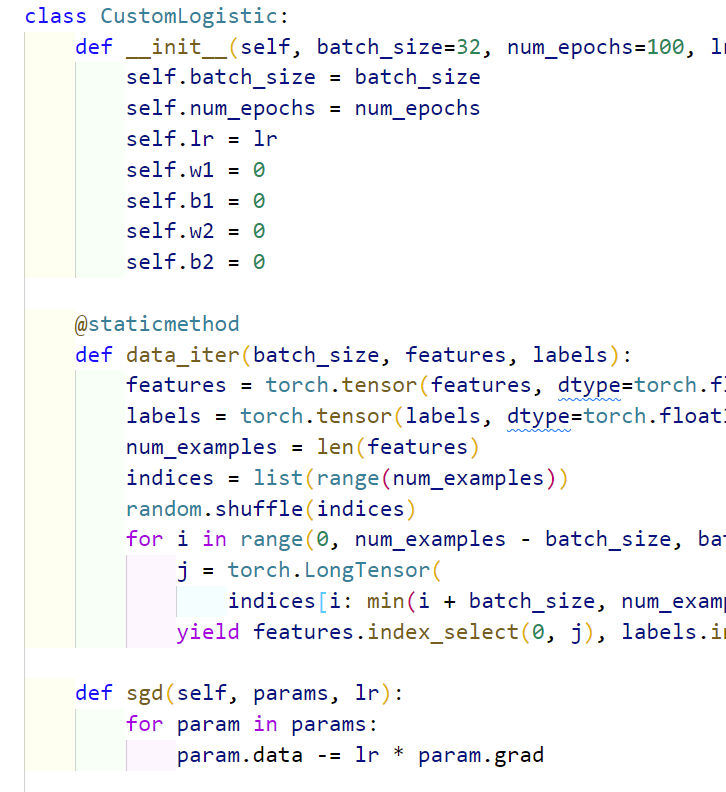 class CustomLogistic:
    def __init__(self, batch_size=32, num_epochs=100,
        self.batch_size = batch_size
        self.num_epochs = num_epochs
        self.lr = lr
        self.w1 = 0
        self.b1 = 0
        self.w2 = 0
        self.b2 = 0
    @staticmethod
    def data_iter(batch_size, features, labels):
        features = torch.tensor(features, dtype=torch.fl
        labels = torch.tensor(labels, dtype=torch.float
        num_examples = len(features)
        indices = list(range(num_examples))
        random.shuffle(indices)
        for i in range(0, num_examples - batch_size, ba
            j = torch.LongTensor(
                indices[i: min(i + batch_size, num_exam
            yield features.index_select(0, j), labels.i
    def sgd(self, params, lr):
        for param in params:
            param.data -= lr * param.grad